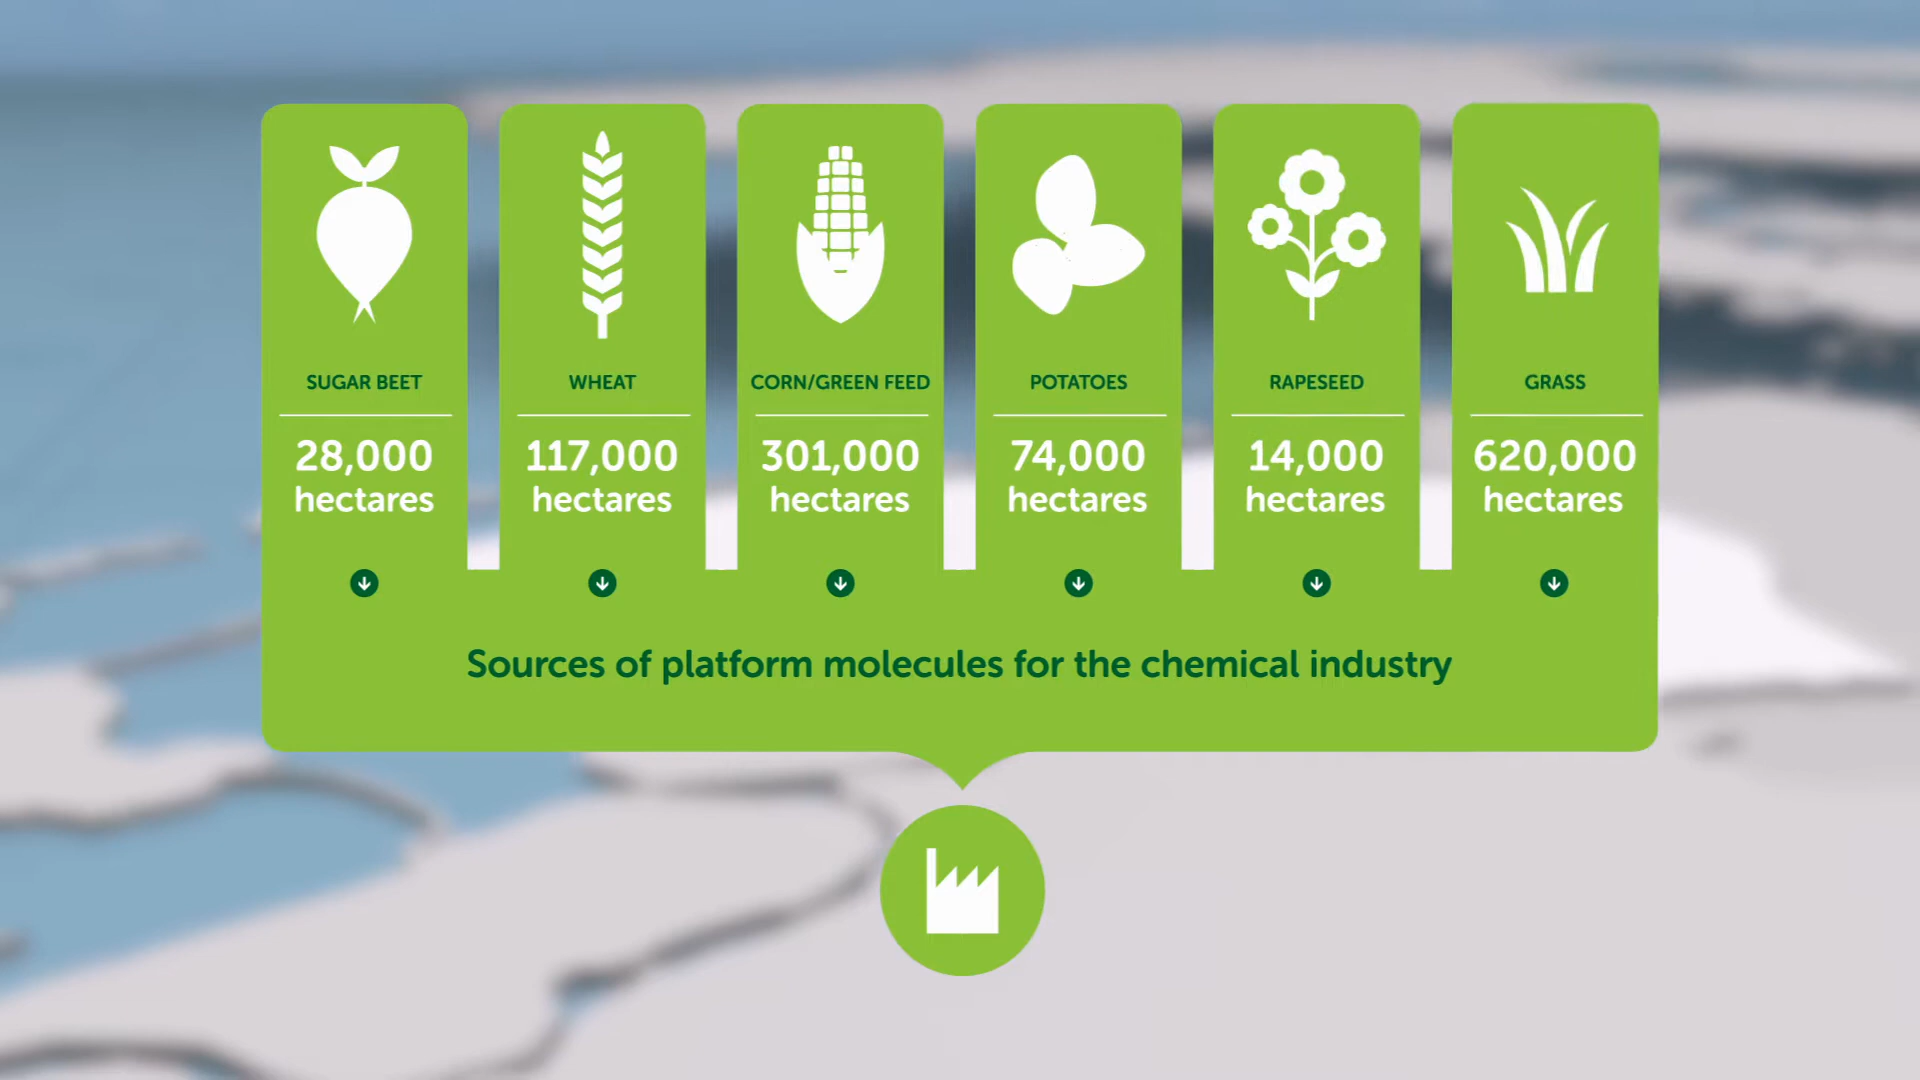 SUGAR BEET
28,000
hectares
WHEAT
117,000
hectares
CORN/GREEN FEED
301,000
hectares
POTATOES
74,000
hectares
RAPESEED
14,000
hectares
GRASS
620,000
hectares
Sources of platform molecules for the chemical industry